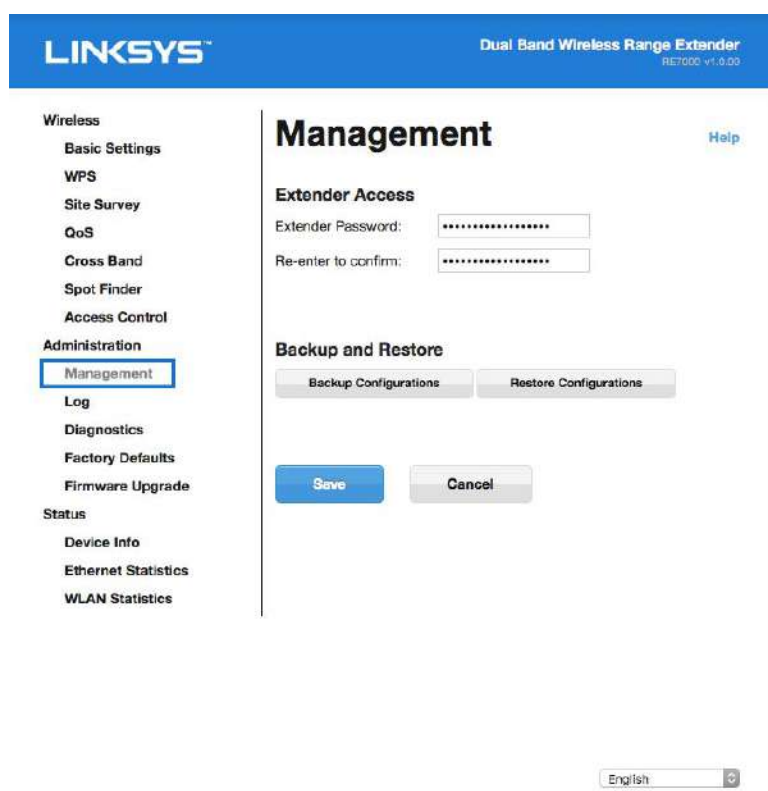 LINKSYS™
Dual Band Wireless Range Extender
RE7000 v1.0.00
Wireless
Basic Settings
WPS
Site Survey
QoS
Cross Band
Spot Finder
Access Control
Administration
Management
Log
Diagnostics
Factory Defaults
Firmware Upgrade
Status
Device Info
Ethernet Statistics
WLAN Statistics
Management
Help
Extender Access
Extender Password: ••••••••••••••••••
Re-enter to confirm: ••••••••••••••••••
Backup and Restore
Backup Configurations Restore Configurations
Save Cancel
English